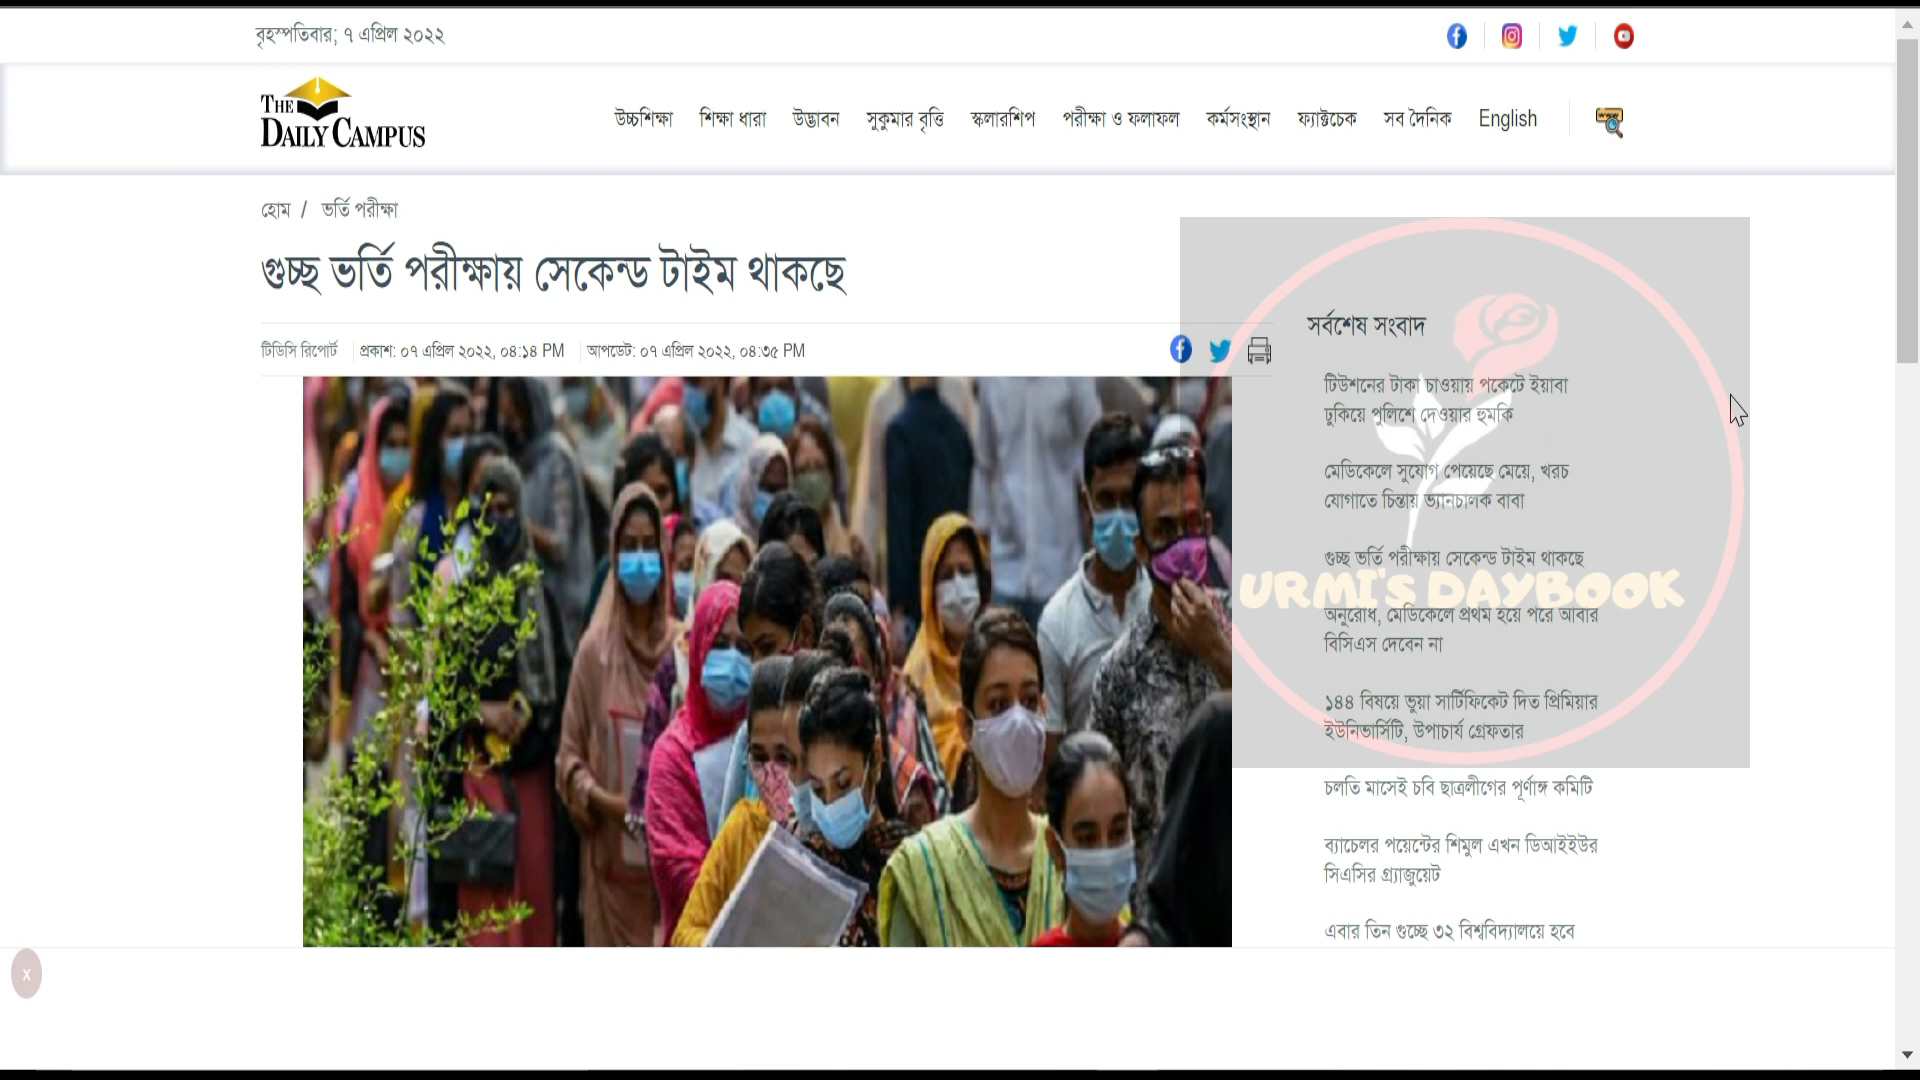 বৃহস্পতিবার; ৭ এপ্রিল ২০২২
THE
DAILY CAMPUS
উচ্চশিক্ষা শিক্ষা ধারা উদ্ভাবন সুকুমার বৃত্তি স্কলারশিপ পরীক্ষা ও ফলাফল কর্মসংস্থান ফ্যাক্টচেক সব দৈনিক English
হোম / ভর্তি পরীক্ষা
গুচ্ছ ভর্তি পরীক্ষায় সেকেন্ড টাইম থাকছে
টিডিসি রিপোর্ট প্রকাশ: ০৭ এপ্রিল ২০২২, ০৪:১৪ PM আপডেট: ০৭ এপ্রিল ২০২২, ০৪:৩৫ PM
সর্বশেষ সংবাদ
টিউশনের টাকা চাওয়ায় পকেটে ইয়াবা
ঢুকিয়ে পুলিশে দেওয়ার হুমকি
মেডিকেলে সুযোগ পেয়েছে মেয়ে, খরচ
যোগাতে চিন্তায় ভ্যানচালক বাবা
গুচ্ছ ভর্তি পরীক্ষায় সেকেন্ড টাইম থাকছে
URMI'S DAYBOOK
অনুরোধ, মেডিকেলে প্রথম হয়ে পরে আবার
বিসিএস দেবেন না
১৪৪ বিষয়ে ভুয়া সার্টিফিকেট দিত প্রিমিয়ার
ইউনিভার্সিটি, উপাচার্য গ্রেফতার
চলতি মাসেই চবি ছাত্রলীগের পূর্ণাঙ্গ কমিটি
ব্যাচেলর পয়েন্টের শিমুল এখন ডিআইইউর
সিএসির গ্র্যাজুয়েট
এবার তিন গুচ্ছে ৩২ বিশ্ববিদ্যালয়ে হবে
x